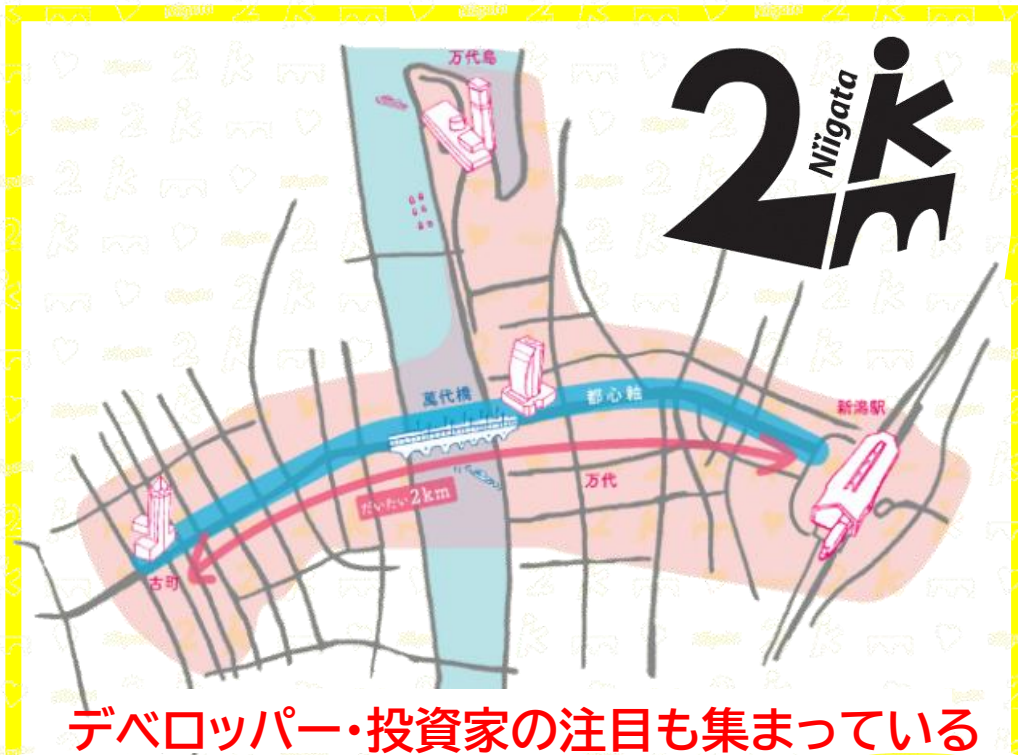 万代島
2km
Niigata
萬代橋
都心軸
新潟駅
だいたい2km
万代
古町
デベロッパー・投資家の注目も集まっている